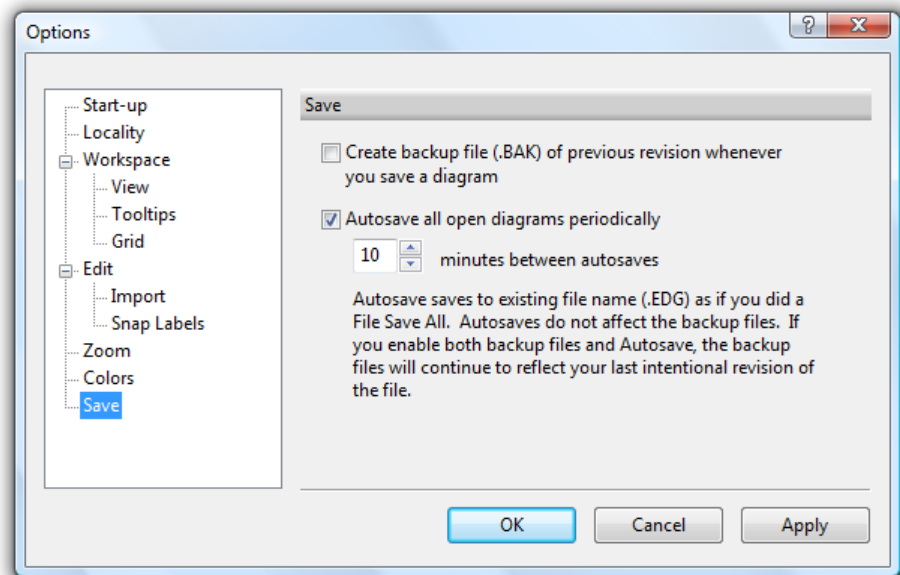 Options
Start-up
Locality
Workspace
View
Tooltips
Grid
Edit
Import
Snap Labels
Zoom
Colors
Save
Save
Create backup file (.BAK) of previous revision whenever
you save a diagram
Autosave all open diagrams periodically
10 minutes between autosaves
Autosave saves to existing file name (.EDG) as if you did a
File Save All.  Autosaves do not affect the backup files.  If
you enable both backup files and Autosave, the backup
files will continue to reflect your last intentional revision of
the file.
OK Cancel Apply